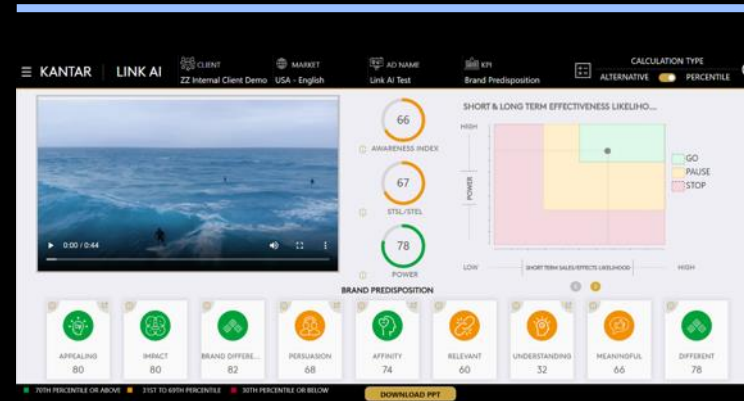 KANTAR
LINK AI
CLIENT
ZZ Internal Client Demo
MARKET
USA - English
AD NAME
Link AI Test
KPI
Brand Predisposition
CALCULATION TYPE
ALTERNATIVE PERCENTILE
66
AWARENESS INDEX
67
STSL/STEL
78
POWER
0:00 / 0:44
SHORT & LONG TERM EFFECTIVENESS LIKELIHO...
HIGH
POWER
LOW
SHORT TERM SALES/EFFECTS LIKELIHOOD
HIGH
GO
PAUSE
STOP
BRAND PREDISPOSITION
APPEALING
80
IMPACT
80
BRAND DIFFERE...
82
PERSUASION
68
AFFINITY
74
RELEVANT
60
UNDERSTANDING
32
MEANINGFUL
66
DIFFERENT
78
70TH PERCENTILE OR ABOVE
31ST TO 69TH PERCENTILE
30TH PERCENTILE OR BELOW
DOWNLOAD PPT